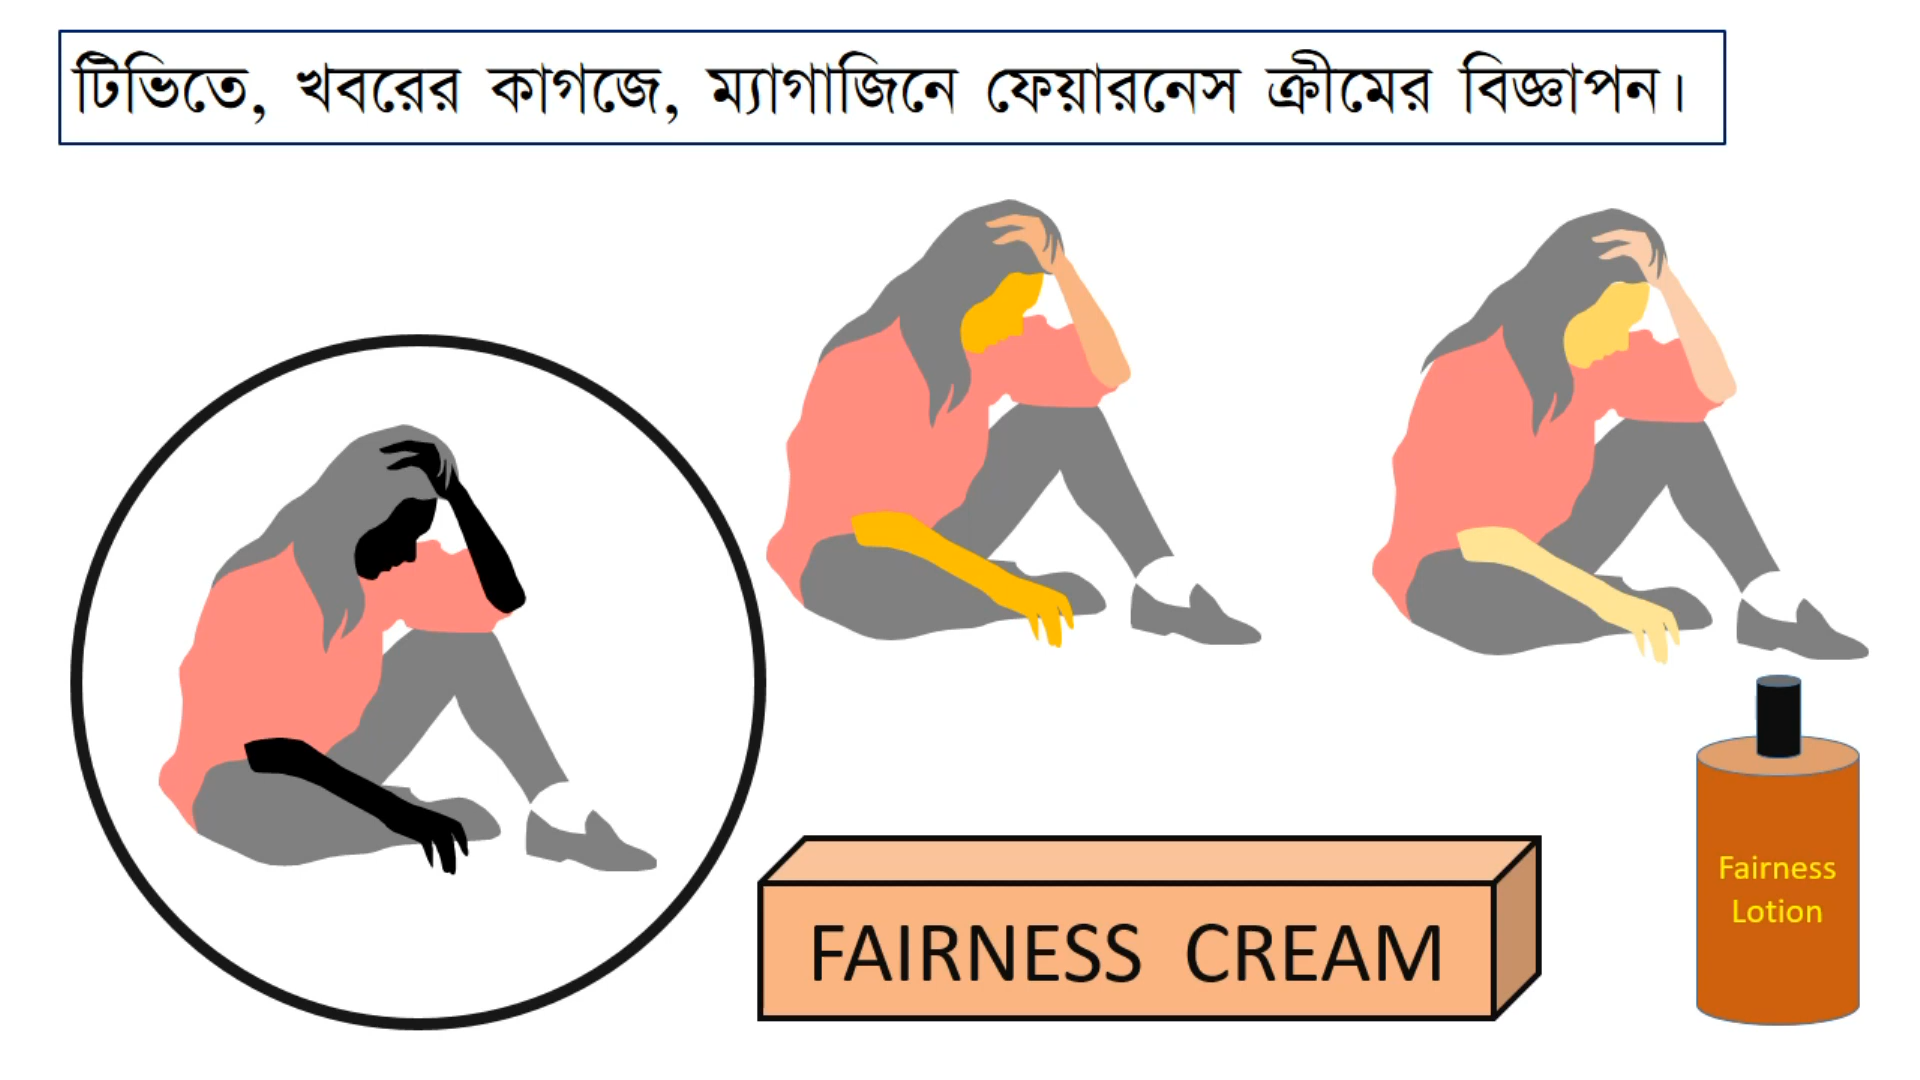 টিভিতে, খবরের কাগজে, ম্যাগাজিনে ফেয়ারনেস ক্রীমের বিজ্ঞাপন।
FAIRNESS CREAM
Fairness
Lotion